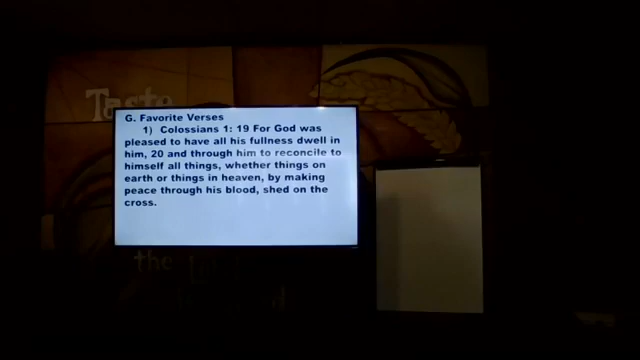 Taste
G. Favorite Verses
1) Colossians 1: 19 For God was
pleased to have all his fullness dwell in
him, 20 and through him to reconcile to
himself all things, whether things on
earth or things in heaven, by making
peace through his blood, shed on the
cross.
the